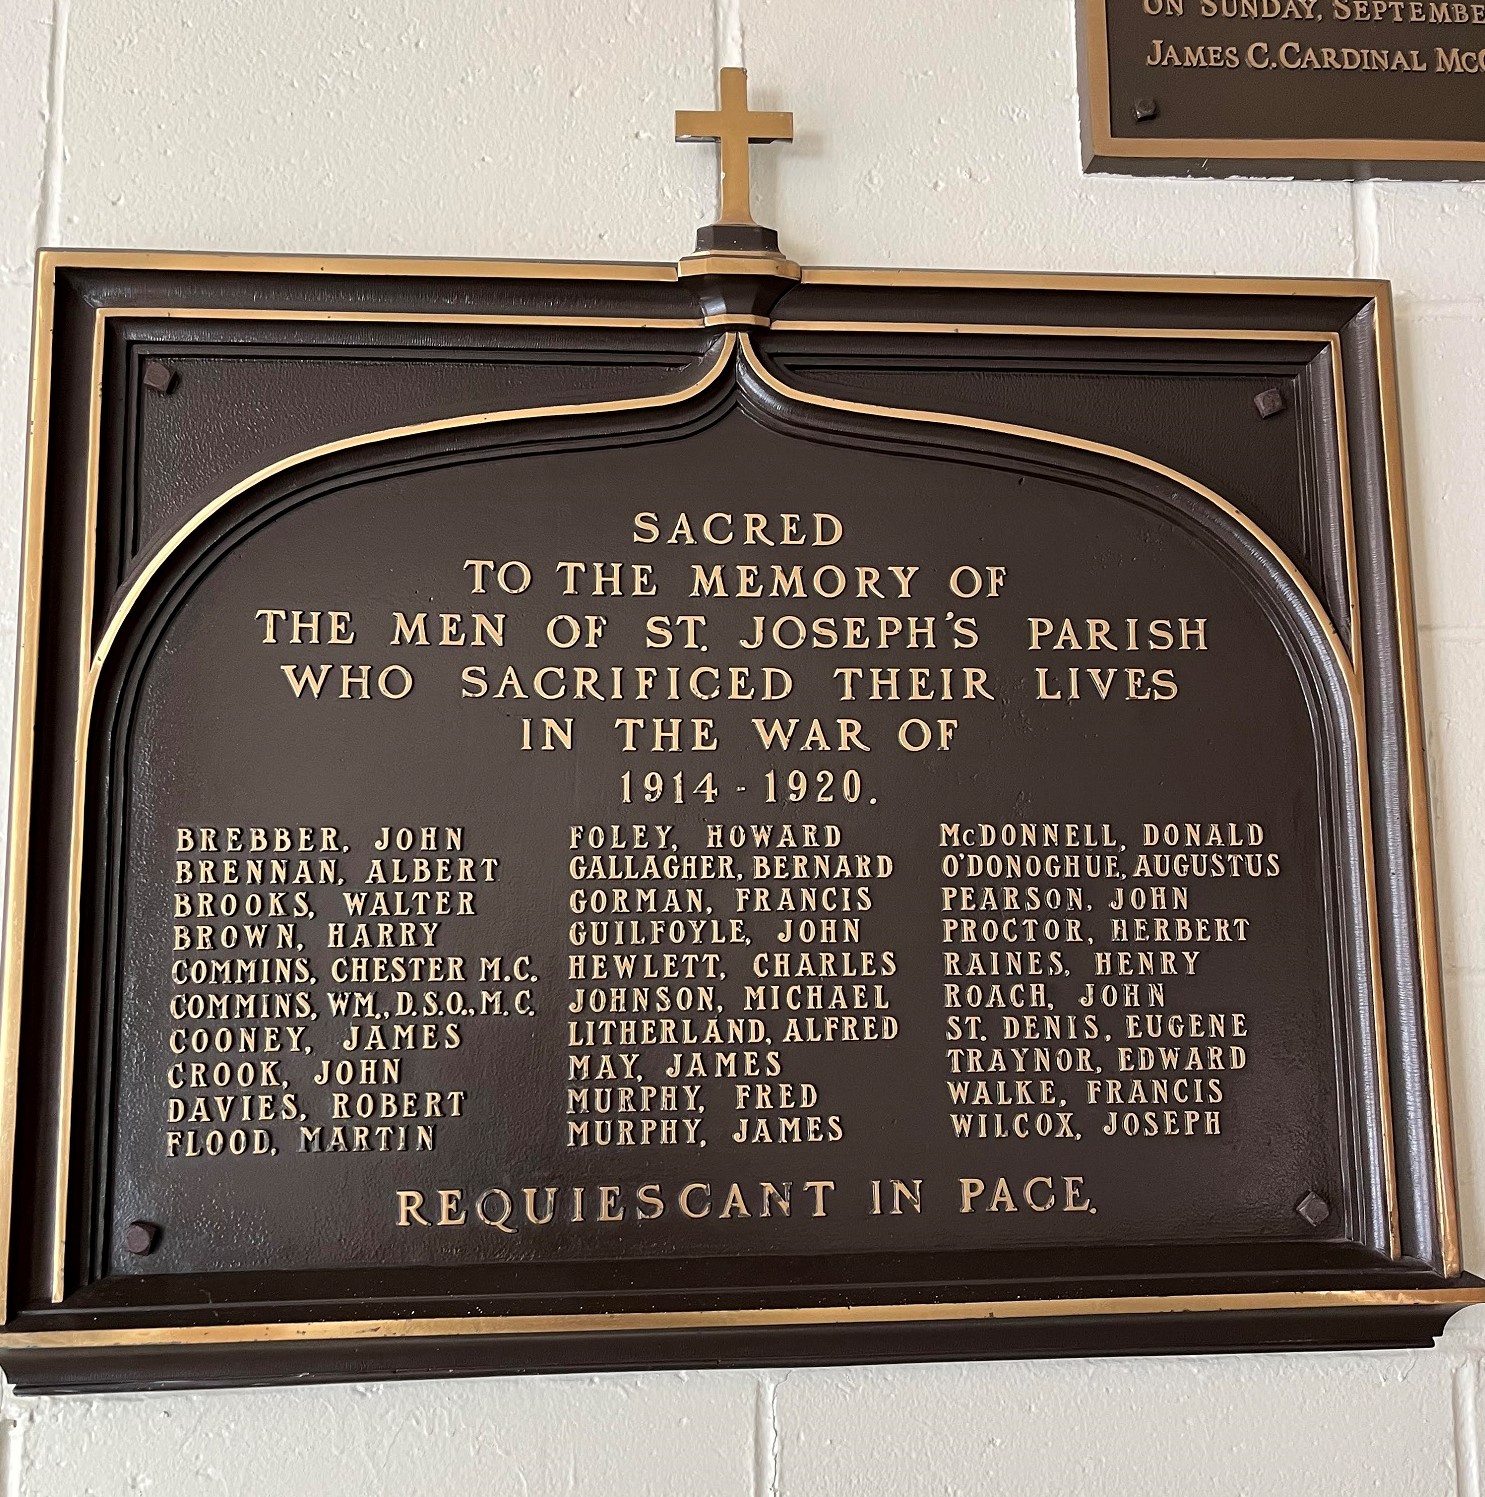 ON SUNDAY, SEPTEMBE
JAMES C. CARDINAL MC
SACRED
TO THE MEMORY OF
THE MEN OF ST. JOSEPH'S PARISH
WHO SACRIFICED THEIR LIVES
IN THE WAR OF
1914-1920.
BREBBER, JOHN
BRENNAN, ALBERT
BROOKS, WALTER
BROWN, HARRY
COMMINS, CHESTER M.C.
COMMINS, WM., D.S.O., M.C.
COONEY, JAMES
CROOK, JOHN
DAVIES, ROBERT
FLOOD, MARTIN
FOLEY, HOWARD
GALLAGHER, BERNARD
GORMAN, FRANCIS
GUILFOYLE, JOHN
HEWLETT, CHARLES
JOHNSON, MICHAEL
LITHERLAND, ALFRED
MAY, JAMES
MURPHY, FRED
MURPHY, JAMES
McDONNELL, DONALD
O'DONOGHUE, AUGUSTUS
PEARSON, JOHN
PROCTOR, HERBERT
RAINES, HENRY
ROACH, JOHN
ST. DENIS, EUGENE
TRAYNOR, EDWARD
WALKE, FRANCIS
WILCOX, JOSEPH
REQUIESCANT IN PACE.